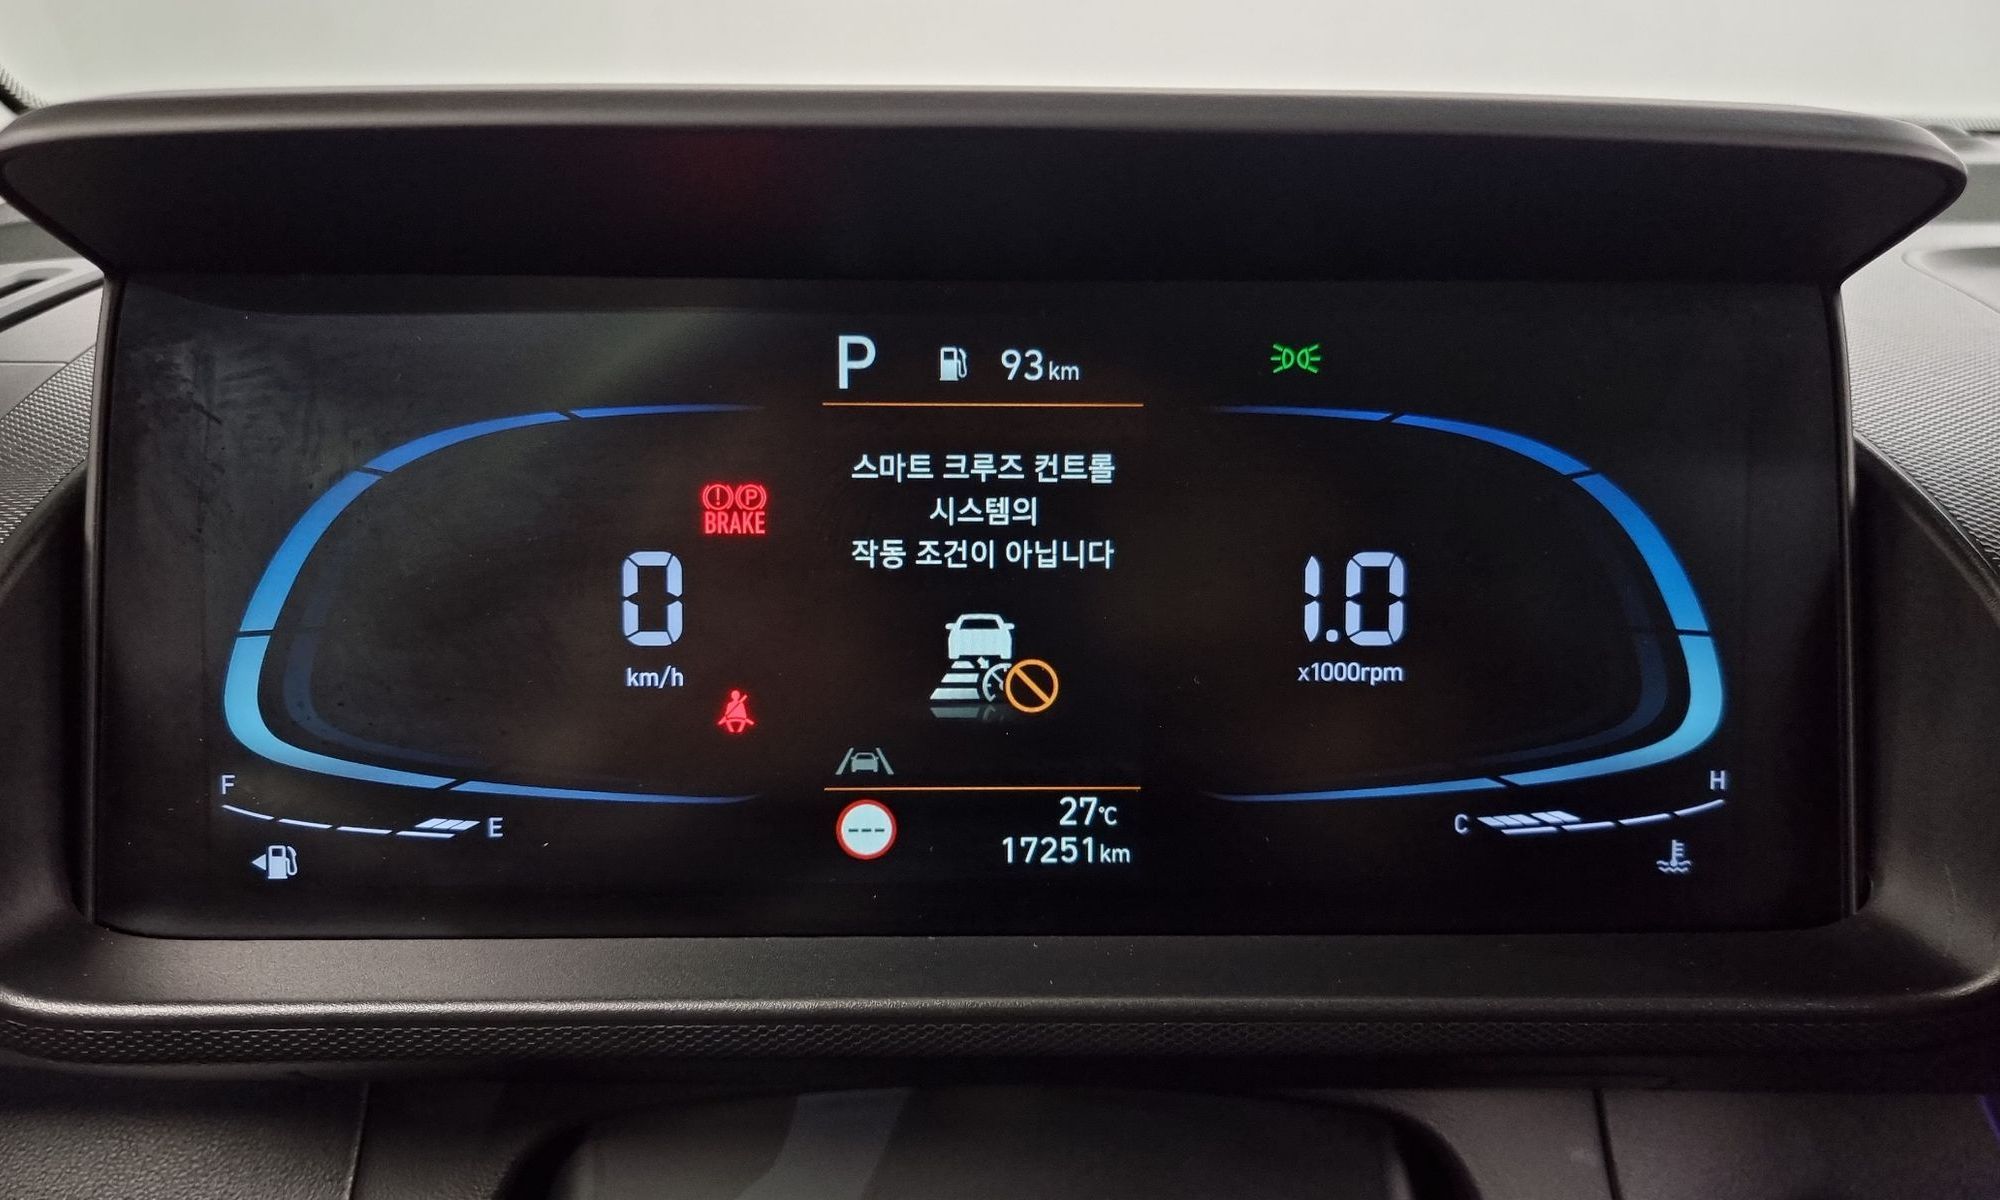 P 93km
스마트 크루즈 컨트롤
시스템의
작동 조건이 아닙니다
! P
BRAKE
0
km/h
1.0
x1000rpm
F
E
C
H
---
27℃
17251km